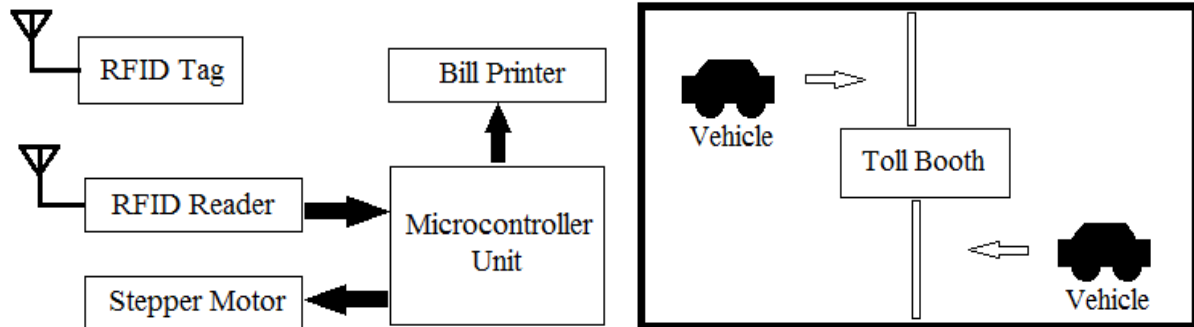 RFID Tag
Bill Printer
RFID Reader
Microcontroller
Unit
Stepper Motor
Vehicle
Toll Booth
Vehicle